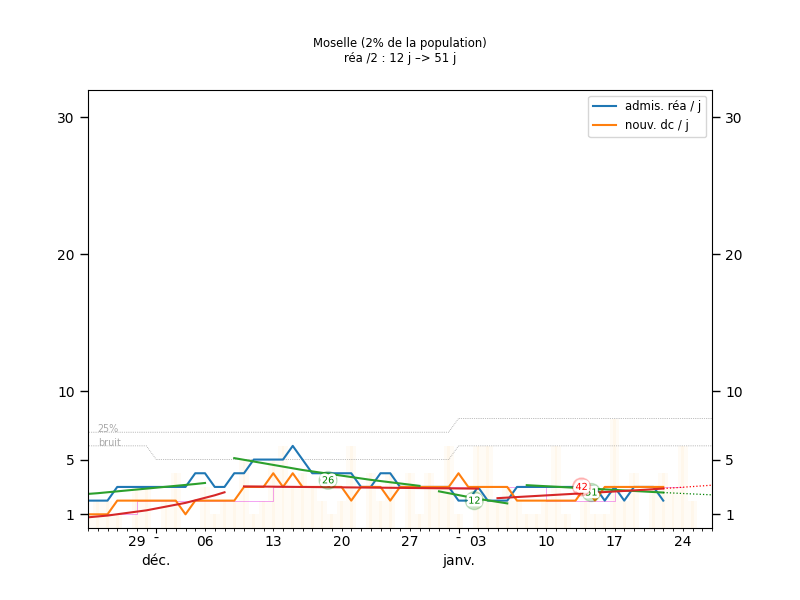 Moselle (2% de la population)
réa /2 : 12 j –> 51 j
admis. réa / j
nouv. dc / j
30 30
20 20
10 10
25%
bruit
5 5
26
42
12
1 1
29 - 06 13 20 27 - 03 10 17 24
déc. janv.